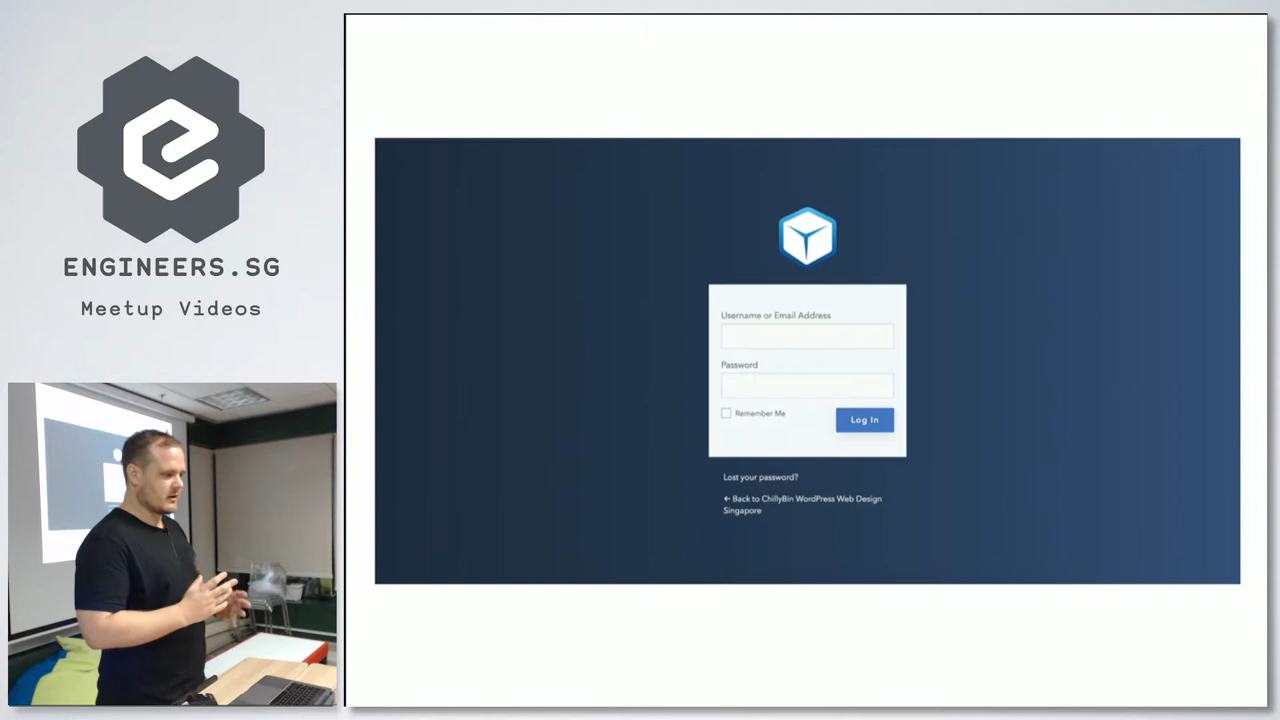 ENGINEERS.SG
Meetup Videos
Username or Email Address
Password
Remember Me
Log In
Lost your password?
← Back to ChillyBin WordPress Web Design
Singapore